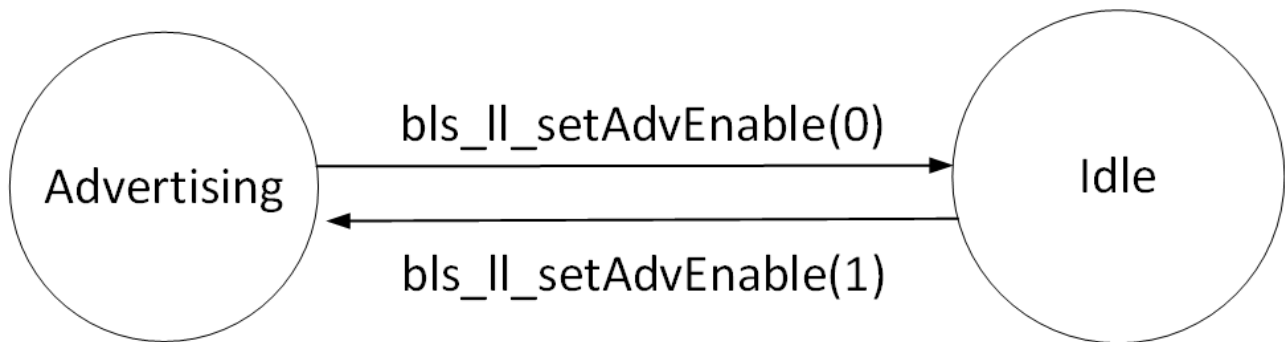 bls_ll_setAdvEnable(0)
Advertising
Idle
bls_ll_setAdvEnable(1)